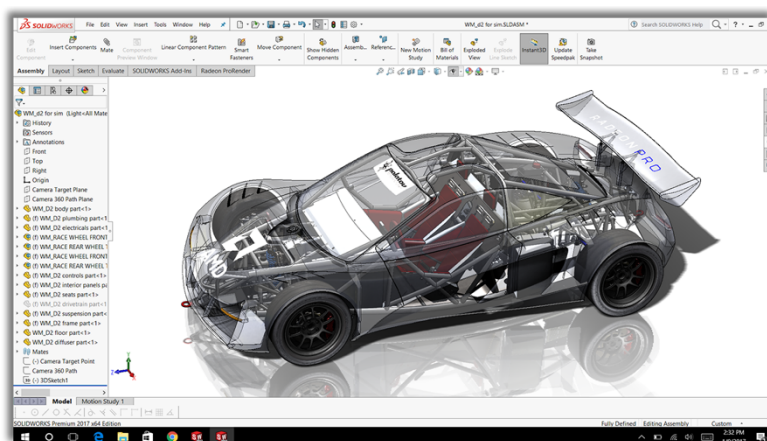 SOLIDWORKS File Edit View Insert Tools Window Help WM_d2 for sim.SLDASM * Search SOLIDWORKS Help
Edit Component Insert Components Mate Component Preview Window Linear Component Pattern Smart Fasteners Move Component Show Hidden Components Assemb... Referenc... New Motion Study Bill of Materials Exploded View Explode Line Sketch Instant3D Update Speedpak Take Snapshot
Assembly Layout Sketch Evaluate SOLIDWORKS Add-Ins Radeon ProRender
WM_d2 for sim (Light<All Mate
History
Sensors
Annotations
Front
Top
Right
Origin
Camera Target Plane
Camera 360 Path Plane
WM_D2 body part<1>
(f) WM_D2 plumbing part<1
(f) WM_D2 electricals part<1
(f) WM_RACE WHEEL FRONT
(f) WM_RACE REAR WHEEL
(f) WM_RACE WHEEL FRONT
(f) WM_RACE REAR WHEEL
(f) WM_D2 controls part<1>
(f) WM_D2 interior panels pa
(f) WM_D2 seats part<1>
(f) WM_D2 drivetrain part<1
(f) WM_D2 suspension part<1
(f) WM_D2 frame part<1>
WM_D2 floor part<1>
WM_D2 diffuser part<1>
Mates
(-) Camera Target Point
Camera 360 Path
(-) 3DSketch1
RADEON PRO
polotov
AMD
Model Motion Study 1
SOLIDWORKS Premium 2017 x64 Edition Fully Defined Editing Assembly Custom
2:32 PM